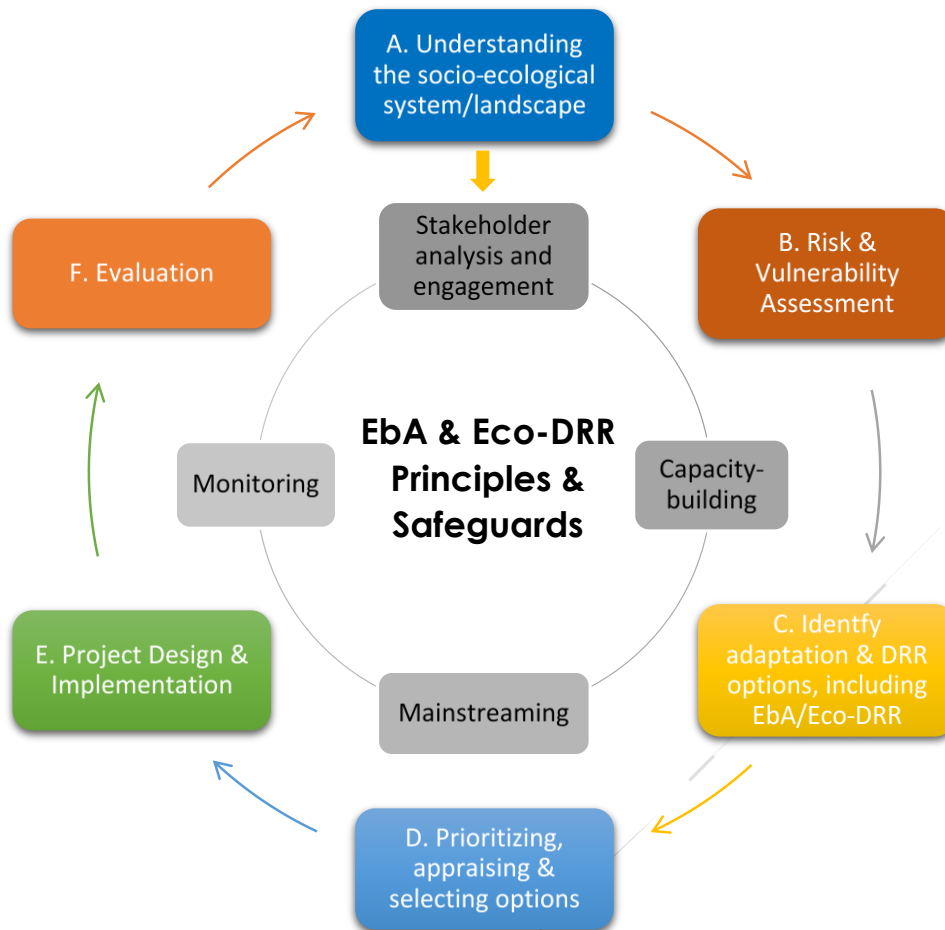 A. Understanding
the socio-ecological
system/landscape
Stakeholder
analysis and
engagement
B. Risk &
Vulnerability
Assessment
F. Evaluation
EbA & Eco-DRR
Principles &
Safeguards
Monitoring
Capacity-
building
C. Identfy
adaptation & DRR
options, including
EbA/Eco-DRR
E. Project Design &
Implementation
Mainstreaming
D. Prioritizing,
appraising &
selecting options